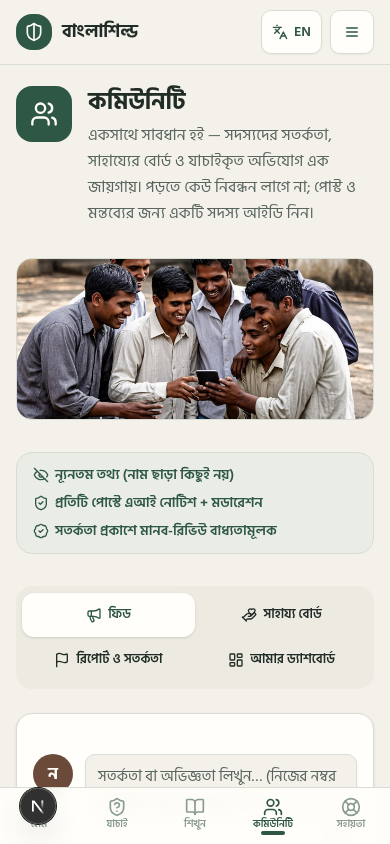 বাংলাশিল্ড
EN
কমিউনিটি
একসাথে সাবধান হই — সদস্যদের সতর্কতা,
সাহায্যের বোর্ড ও যাচাইকৃত অভিযোগ এক
জায়গায়। পড়তে কেউ নিবন্ধন লাগে না; পোস্ট ও
মন্তব্যের জন্য একটি সদস্য আইডি নিন।
ন্যূনতম তথ্য (নাম ছাড়া কিছুই নয়)
প্রতিটি পোস্টে এআই নোটিশ + মডারেশন
সতর্কতা প্রকাশে মানব-রিভিউ বাধ্যতামূলক
ফিড
সাহায্য বোর্ড
রিপোর্ট ও সতর্কতা
আমার ড্যাশবোর্ড
ন
সতর্কতা বা অভিজ্ঞতা লিখুন… (নিজের নম্বর
N
যাচাই
শিখুন
কমিউনিটি
সহায়তা